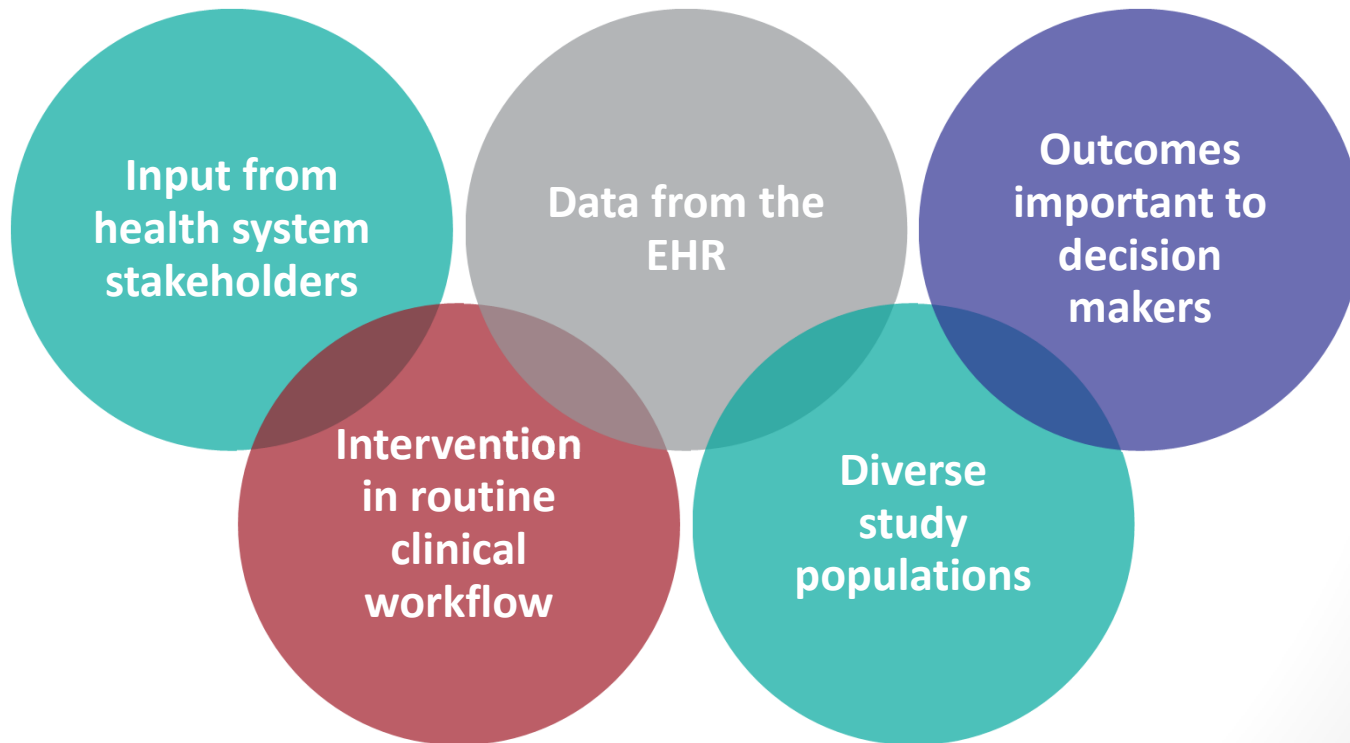 Input from
health system
stakeholders
Data from the
EHR
Outcomes
important to
decision
makers
Intervention
in routine
clinical
workflow
Diverse
study
populations